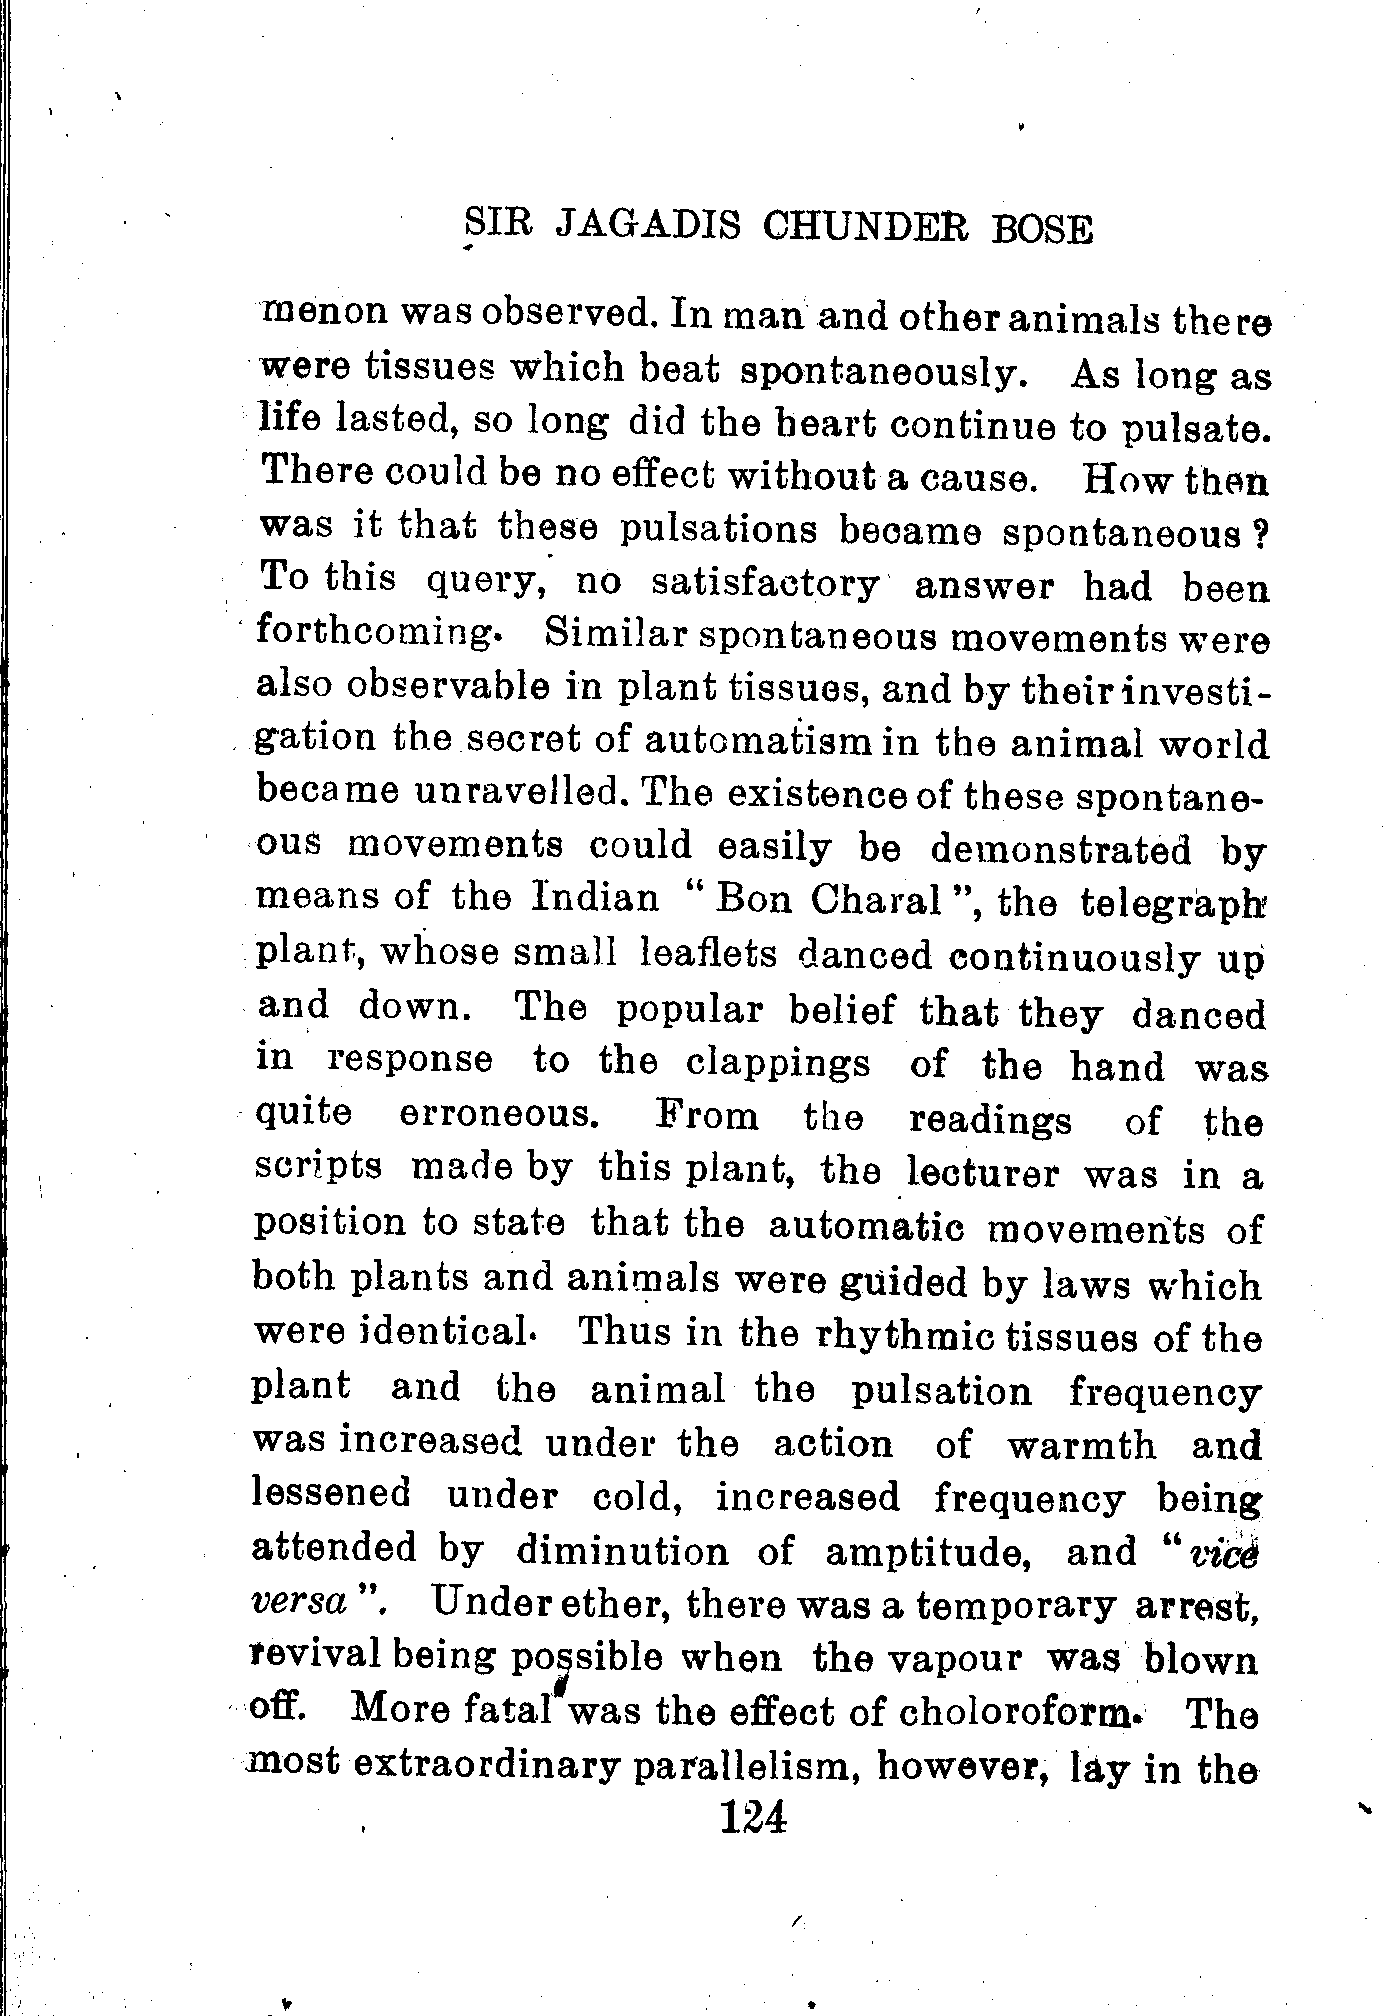 SIR JAGADIS CHUNDER BOSE
menon was observed. In man and other animals there
were tissues which beat spontaneously. As long as
life lasted, so long did the heart continue to pulsate.
There could be no effect without a cause. How then
was it that these pulsations became spontaneous ?
To this query, no satisfactory answer had been
forthcoming. Similar spontaneous movements were
also observable in plant tissues, and by their investi-
gation the secret of automatism in the animal world
became unravelled. The existence of these spontane-
ous movements could easily be demonstrated by
means of the Indian " Bon Charal ", the telegraph
plant, whose small leaflets danced continuously up
and down. The popular belief that they danced
in response to the clappings of the hand was
quite erroneous. From the readings of the
scripts made by this plant, the lecturer was in a
position to state that the automatic movements of
both plants and animals were guided by laws which
were identical. Thus in the rhythmic tissues of the
plant and the animal the pulsation frequency
was increased under the action of warmth and
lessened under cold, increased frequency being
attended by diminution of amptitude, and " vice
versa ". Under ether, there was a temporary arrest,
revival being possible when the vapour was blown
off. More fatal was the effect of choloroform. The
most extraordinary parallelism, however, lay in the
124